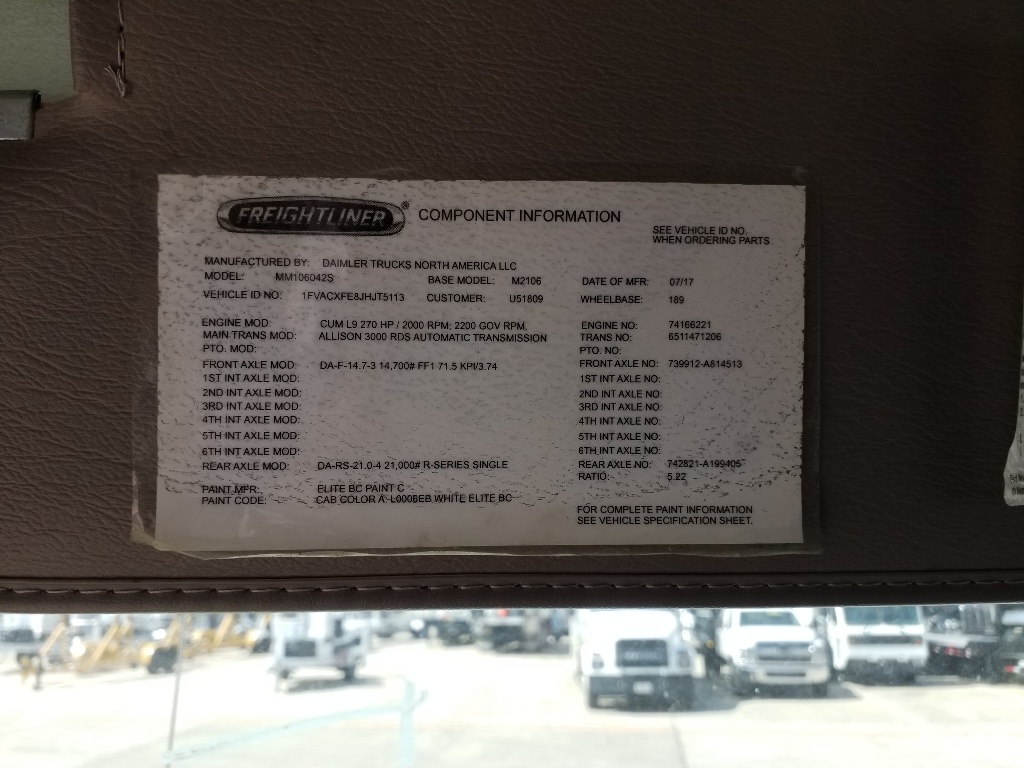 FREIGHTLINER® COMPONENT INFORMATION
SEE VEHICLE ID NO.
WHEN ORDERING PARTS
MANUFACTURED BY: DAIMLER TRUCKS NORTH AMERICA LLC
MODEL: MM106042S BASE MODEL: M2106 DATE OF MFR: 07/17
VEHICLE ID NO: 1FVACXFE8JHJT5113 CUSTOMER: U51809 WHEELBASE: 189
ENGINE MOD: CUM L9 270 HP / 2000 RPM; 2200 GOV RPM, ENGINE NO: 74166221
MAIN TRANS MOD: ALLISON 3000 RDS AUTOMATIC TRANSMISSION TRANS NO: 6511471206
PTO. MOD: PTO. NO:
FRONT AXLE MOD: DA-F-14.7-3 14,700# FF1 71.5 KPI/3.74 FRONT AXLE NO: 739912-A814513
1ST INT AXLE MOD: 1ST INT AXLE NO:
2ND INT AXLE MOD: 2ND INT AXLE NO:
3RD INT AXLE MOD: 3RD INT AXLE NO:
4TH INT AXLE MOD: 4TH INT AXLE NO:
5TH INT AXLE MOD: 5TH INT AXLE NO:
6TH INT AXLE MOD: 6TH INT AXLE NO:
REAR AXLE MOD: DA-RS-21.0-4 21,000# R-SERIES SINGLE REAR AXLE NO: 742821-A199405
RATIO: 5.22
PAINT MFR: ELITE BC PAINT C
PAINT CODE: CAB COLOR A: L0006EB WHITE ELITE BC
FOR COMPLETE PAINT INFORMATION
SEE VEHICLE SPECIFICATION SHEET.